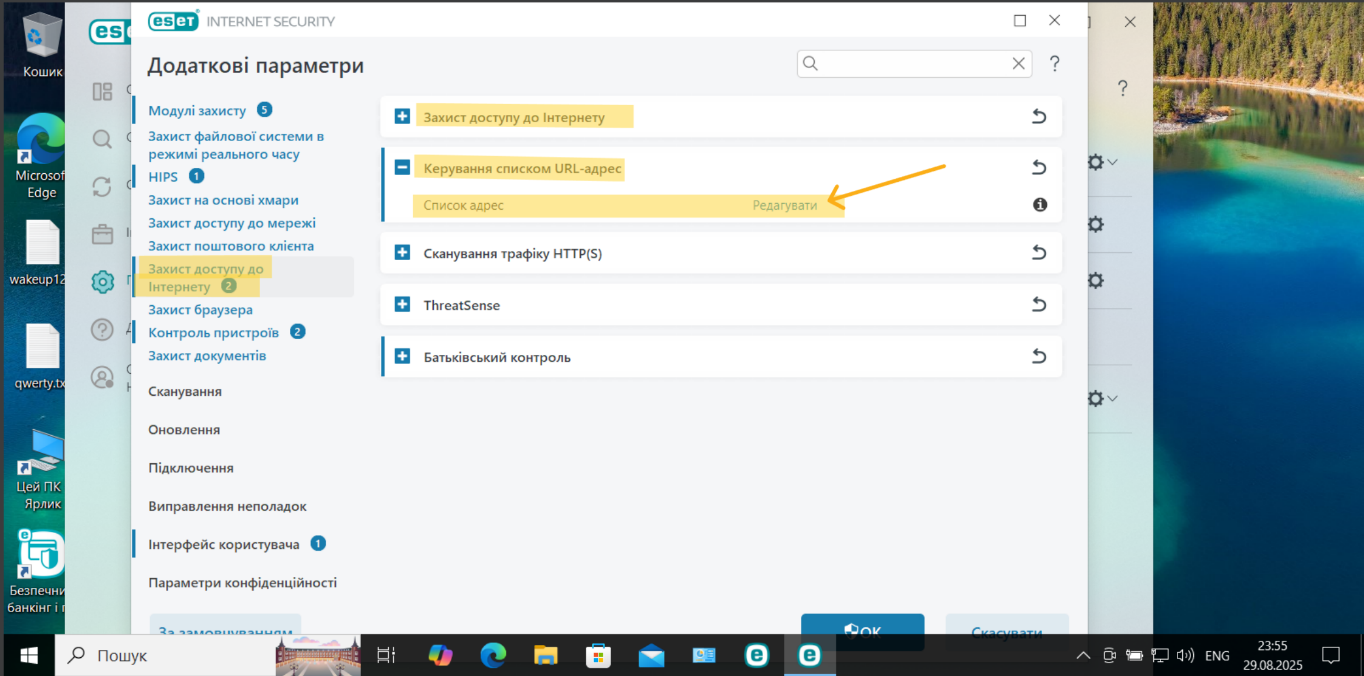 Кошик
Microsof
Edge
wakeup12
qwerty.tx
Цей ПК
Ярлик
Безпечни
банкінг і п
eset INTERNET SECURITY
Додаткові параметри
?
Модулі захисту 5
Захист файлової системи в
режимі реального часу
HIPS 1
Захист на основі хмари
Захист доступу до мережі
Захист поштового клієнта
Захист доступу до
Інтернету 2
Захист браузера
Контроль пристроїв 2
Захист документів
Сканування
Оновлення
Підключення
Виправлення неполадок
Інтерфейс користувача 1
Параметри конфіденційності
За замовчуванням
Захист доступу до Інтернету
Керування списком URL-адрес
Список адрес Редагувати
Сканування трафіку HTTP(S)
ThreatSense
Батьківський контроль
OK
Скасувати
?
Пошук
ENG
23:55
29.08.2025